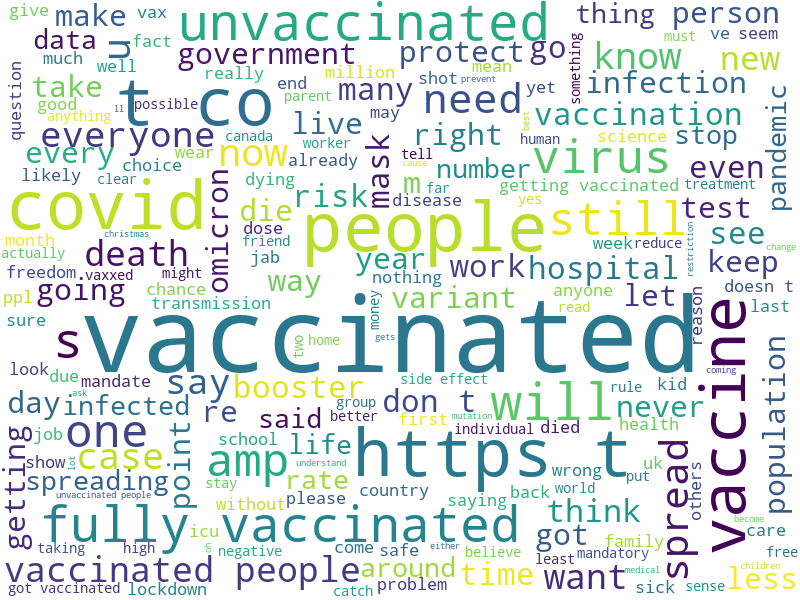 give
vax
make
unvaccinated
thing
person
data
u
fact
government
protect
go
something
must
ve
seem
much
well
really
million
mean
know
new
question
take
good
anything
11
possible
t co
end
parent
many
shot
prevent
need
yet
infection
everyone
canada
may
live
worker
already
mask
right
best
human
vaccination
science
stop
pandemic
every
choice
wear
now
tell
cause
number
virus
even
likely
clear
dying
risk
m
far
yes
getting vaccinated
treatment
covid
christmas
month
actually
omicron
die
dose
friend
jab
disease
people
still
week
reduce
restriction
test
see
change
death
freedom
vaxxed
might
way
year
nothing
work
hospital
keep
doesn t
ppl
going
chance
transmission
money
variant
anyone
read
let
reason
last
sure
s
vaccinated
gets
two
home
look
due
mandate
say
booster
side effect
rule
kid
coming
vaccine
population
day
infected
re
said
group
better
don t
first
mutation
will
never
ask
job
one
school
life
individual
died
health
getting
show
lot
case
point
amp
understand
https t
wrong
uk
put
spread
others
spreading
unvaccinated people
stay
without
rate
please
country
saying
back
world
become
fully vaccinated
think
icu
got
family
care
taking
high
negative
come
safe
either
believe
least
mandatory
free
vaccinated people
around
time
want
medical
children
less
got vaccinated
lockdown
catch
problem
sick
sense